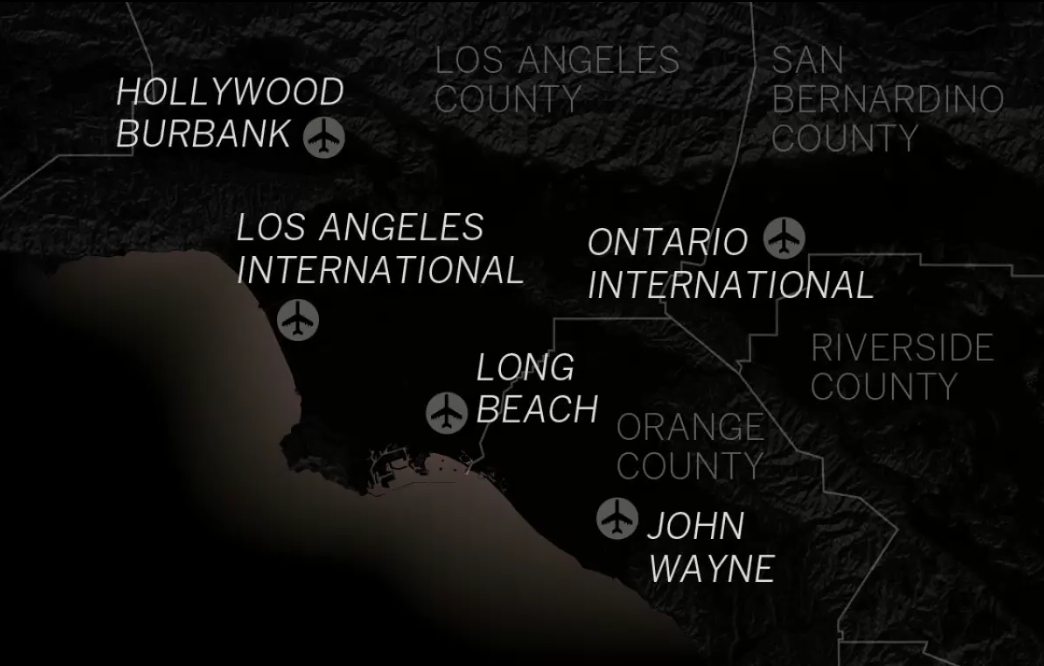 LOS ANGELES
COUNTY
SAN
BERNARDINO
COUNTY
HOLLYWOOD
BURBANK
LOS ANGELES
INTERNATIONAL
ONTARIO
INTERNATIONAL
RIVERSIDE
COUNTY
LONG
BEACH
ORANGE
COUNTY
JOHN
WAYNE